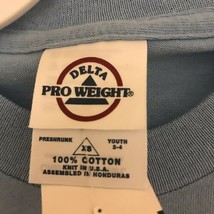 DELTA
PRO WEIGHT®
PRESHRUNK XS YOUTH
2-4
100% COTTON
KNIT IN U.S.A.
ASSEMBLED IN HONDURAS